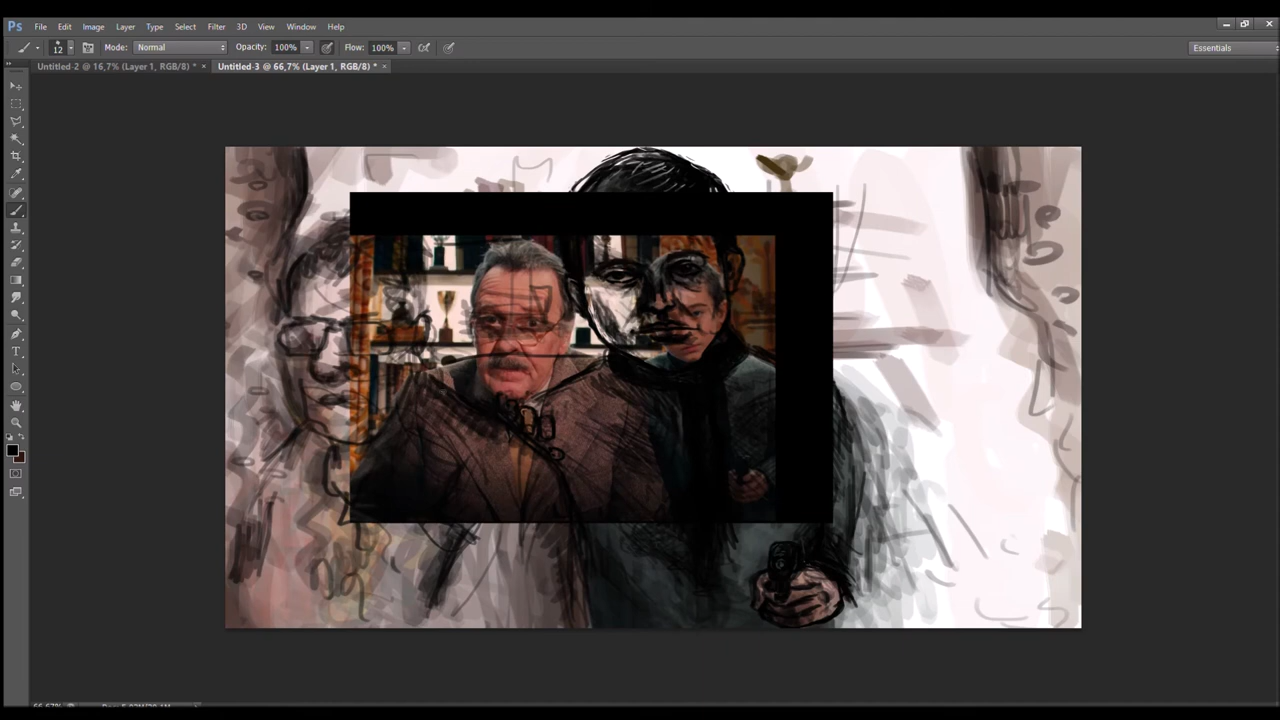 Ps File Edit Image Layer Type Select Filter 3D View Window Help
12 Mode: Normal Opacity: 100% Flow: 100% Essentials
Untitled-2 @ 16,7% (Layer 1, RGB/8) * × Untitled-3 @ 66,7% (Layer 1, RGB/8) * ×